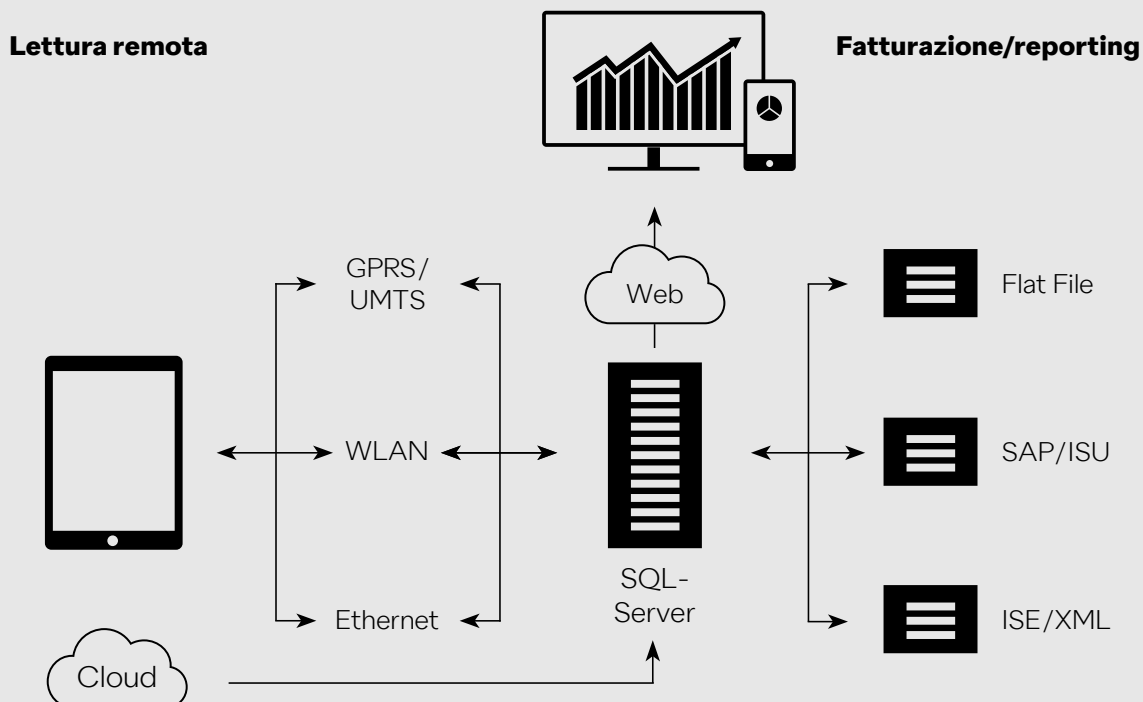 Lettura remota
Fatturazione/reporting
GPRS/
UMTS
Web
Flat File
WLAN
SAP/ISU
SQL-
Server
Ethernet
ISE/XML
Cloud